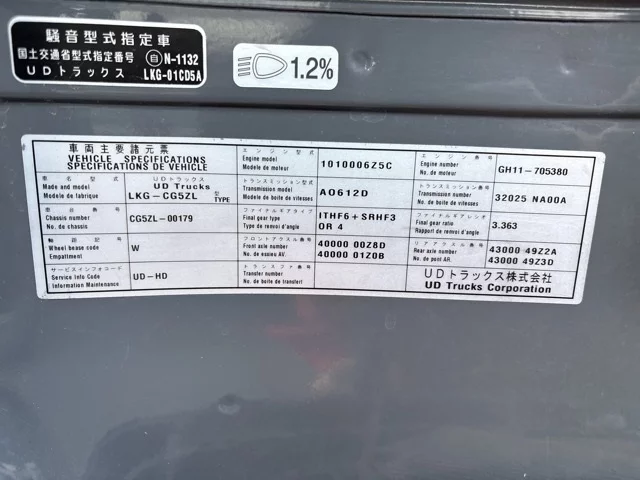 騒音型式指定車
国土交通省型式指定番号 自 N-1132
UDトラックス LKG-01CD5A
1.2%
車両主要諸元票
VEHICLE SPECIFICATIONS
SPECIFICATIONS DE VEHICLE
車名型式
Made and model
Modele de fabrique
UDトラックス
UD Trucks
LKG-CG5ZL 型 TYPE
車台番号
Chassis number
No. de chassis
CG5ZL-00179
軸距記号
Wheel base code
Empattement
W
サービスインフォコード
Service Info Code
Information Maintenance
UD-HD
エンジン型式
Engine model
Modele de moteur
1010006Z5C
トランスミッション型式
Transmission model
Modele de boite de vitesses
AO612D
ファイナルギアタイプ
Final gear type
Type de renvoi d'angle
ITHF6+SRHF3
OR 4
フロントアクスル番号
Front axle number
No. de essieu AV.
40000 00Z8D
40000 01Z0B
トランスファ番号
Transfer number
No. de boite de transfert
エンジン番号
Engine number
No. de moteur
GH11-705380
トランスミッション番号
Transmission number
No. de boite de vitesses
32025 NA00A
ファイナルギアレシオ
Final gear ratio
Rapport de renvoi d'angle
3.363
リアアクスル番号
Rear axle number
No. de pont AR.
43000 49Z2A
43000 49Z3D
UDトラックス株式会社
UD Trucks Corporation